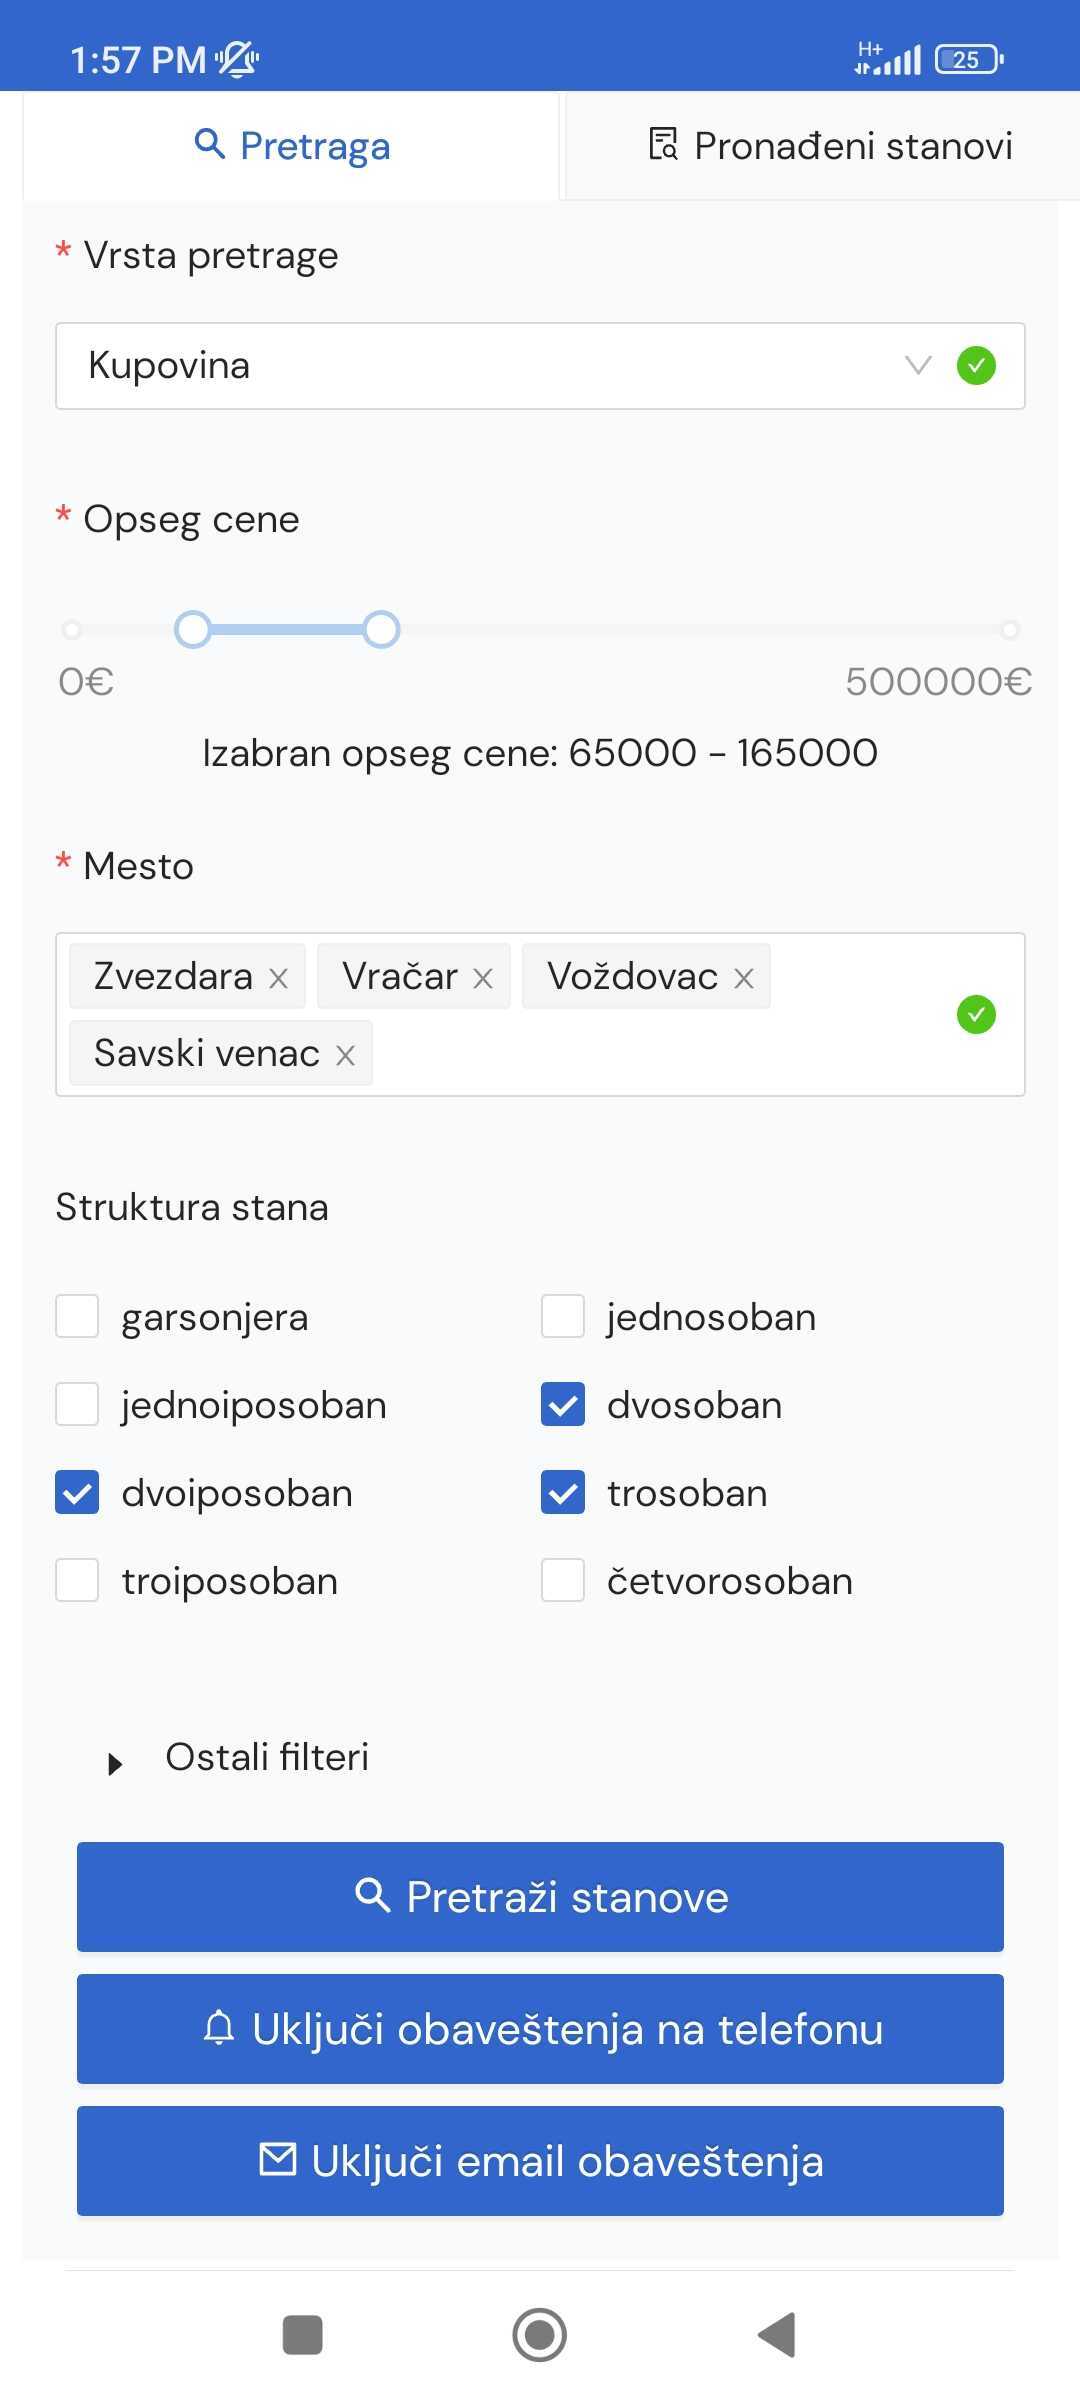 1:57 PM H+ 25
Pretraga Pronađeni stanovi
* Vrsta pretrage
Kupovina
* Opseg cene
0€ 500000€
Izabran opseg cene: 65000 - 165000
* Mesto
Zvezdara Vračar Voždovac
Savski venac
Struktura stana
garsonjera jednosoban
jednoiposoban dvosoban
dvoiposoban trosoban
troiposoban četvorosoban
Ostali filteri
Pretraži stanove
Uključi obaveštenja na telefonu
Uključi email obaveštenja